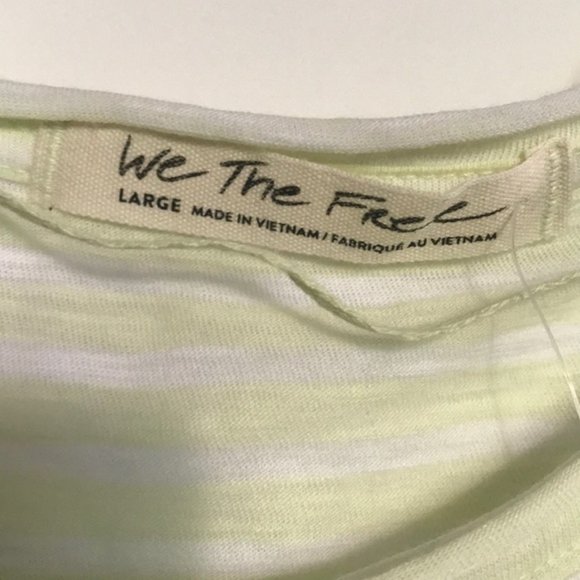 We The Free
LARGE MADE IN VIETNAM / FABRIQUÉ AU VIETNAM